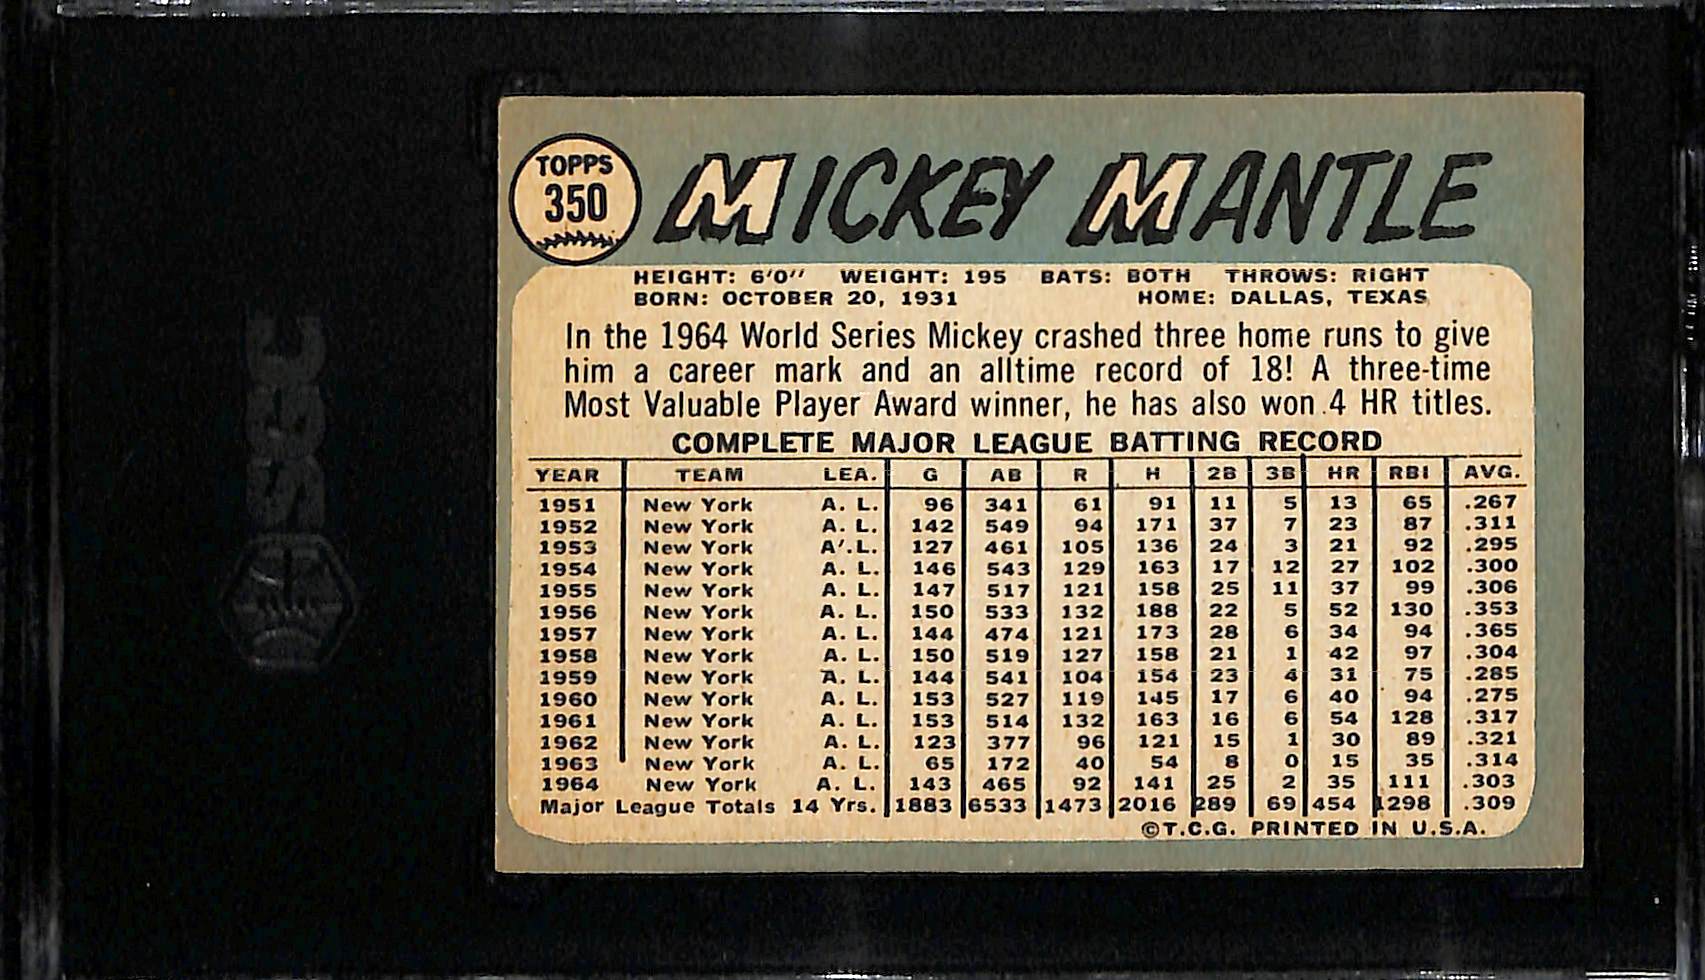 TOPPS
350
MICKEY MANTLE
HEIGHT: 6'0" WEIGHT: 195 BATS: BOTH THROWS: RIGHT
BORN: OCTOBER 20, 1931 HOME: DALLAS, TEXAS
In the 1964 World Series Mickey crashed three home runs to give
him a career mark and an alltime record of 18! A three-time
Most Valuable Player Award winner, he has also won 4 HR titles.
COMPLETE MAJOR LEAGUE BATTING RECORD
YEAR TEAM LEA. G AB R H 2B 3B HR RBI AVG.
1951 New York A. L. 96 341 61 91 11 5 13 65 .267
1952 New York A. L. 142 549 94 171 37 7 23 87 .311
1953 New York A. L. 127 461 105 136 24 3 21 92 .295
1954 New York A. L. 146 543 129 163 17 12 27 102 .300
1955 New York A. L. 147 517 121 158 25 11 37 99 .306
1956 New York A. L. 150 533 132 188 22 5 52 130 .353
1957 New York A. L. 144 474 121 173 28 6 34 94 .365
1958 New York A. L. 150 519 127 158 21 1 42 97 .304
1959 New York A. L. 144 541 104 154 23 4 31 75 .285
1960 New York A. L. 153 527 119 145 17 6 40 94 .275
1961 New York A. L. 153 514 132 163 16 6 54 128 .317
1962 New York A. L. 123 377 96 121 15 1 30 89 .321
1963 New York A. L. 65 172 40 54 8 0 15 35 .314
1964 New York A. L. 143 465 92 141 25 2 35 111 .303
Major League Totals 14 Yrs. 1883 6533 1473 2016 289 69 454 1298 .309
©T.C.G. PRINTED IN U.S.A.
SGC